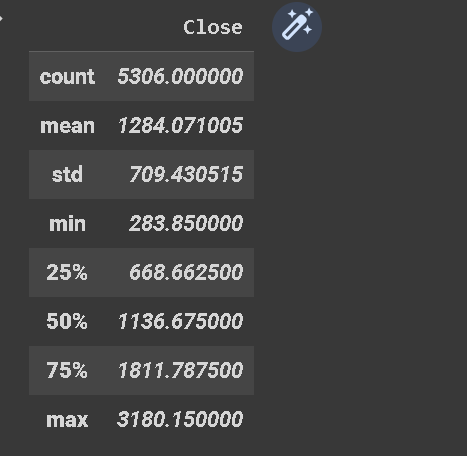 Close
count 5306.000000
mean 1284.071005
std 709.430515
min 283.850000
25% 668.662500
50% 1136.675000
75% 1811.787500
max 3180.150000